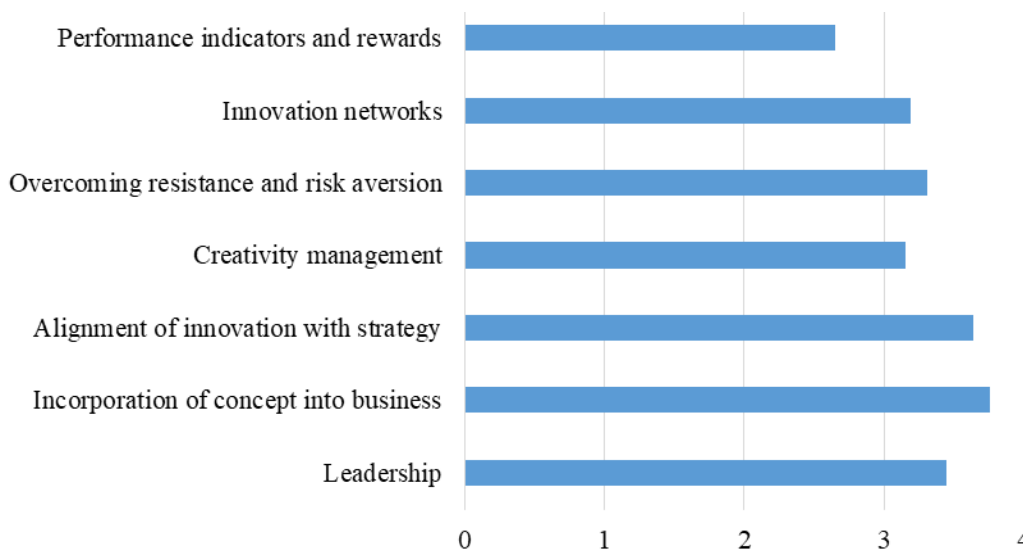 Performance indicators and rewards
Innovation networks
Overcoming resistance and risk aversion
Creativity management
Alignment of innovation with strategy
Incorporation of concept into business
Leadership
0 1 2 3 4